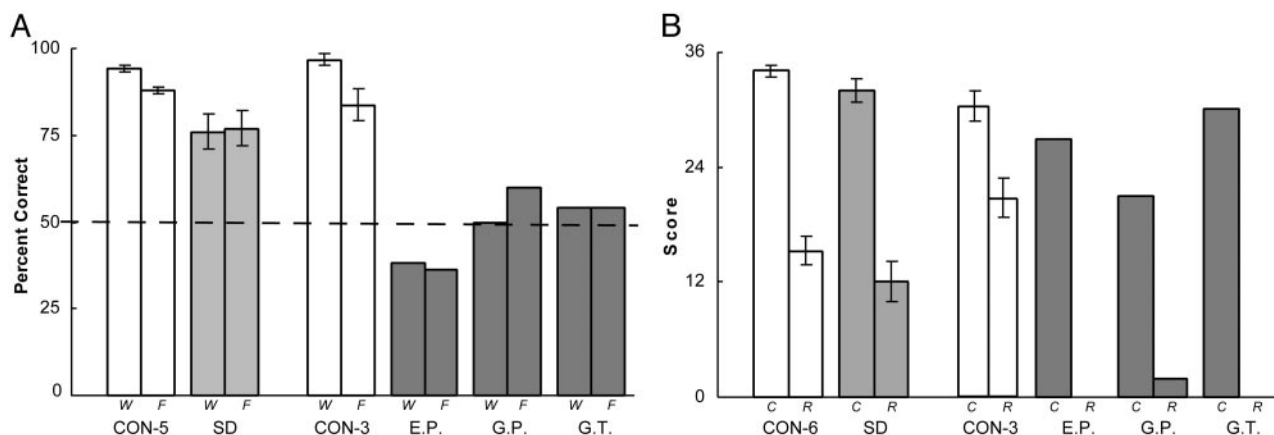 A
Percent Correct
100
75
50
25
0
W F W F W F W F W F W F
CON-5 SD CON-3 E.P. G.P. G.T.
B
Score
36
24
12
0
C R C R C R C R C R C R
CON-6 SD CON-3 E.P. G.P. G.T.